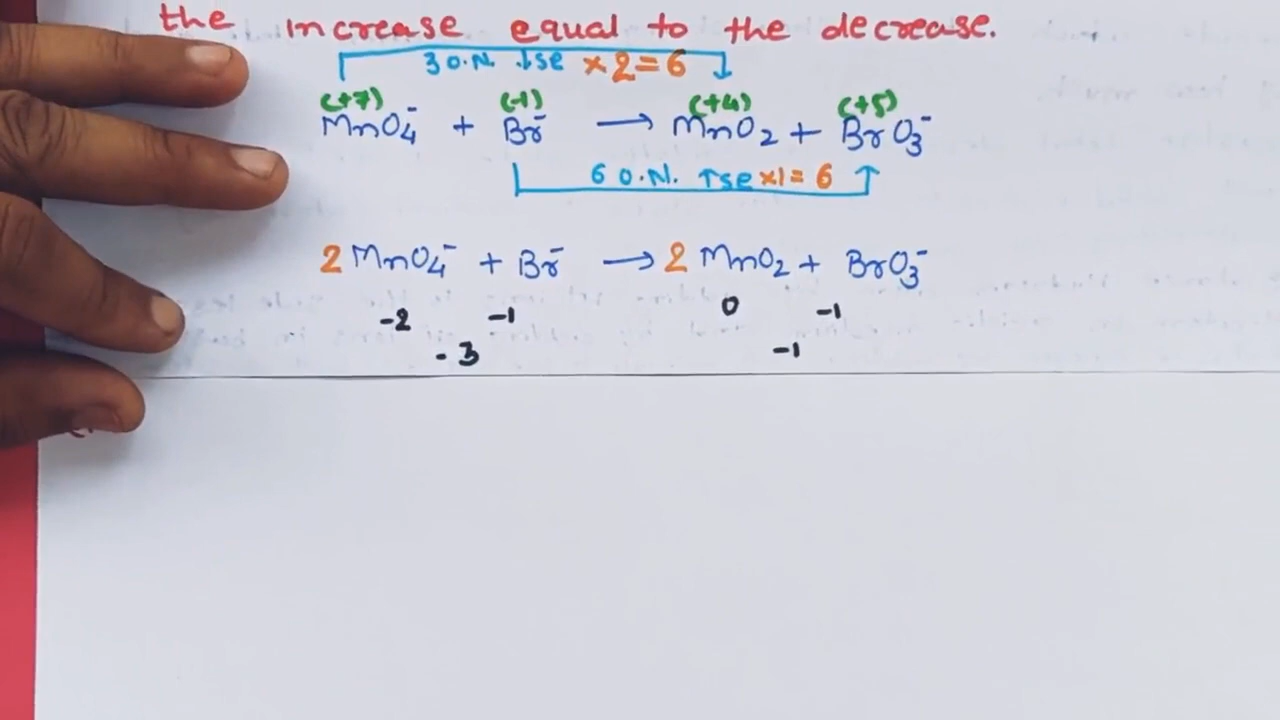 the increase equal to the decrease.
3 O.N. ↓se ×2=6
(+7) (-1) (+4) (+5)
MnO₄⁻ + Br⁻ → MnO₂ + BrO₃⁻
6 O.N. ↑se ×1=6
2 MnO₄⁻ + Br⁻ → 2 MnO₂ + BrO₃⁻
-2 -1 0 -1
-3 -1